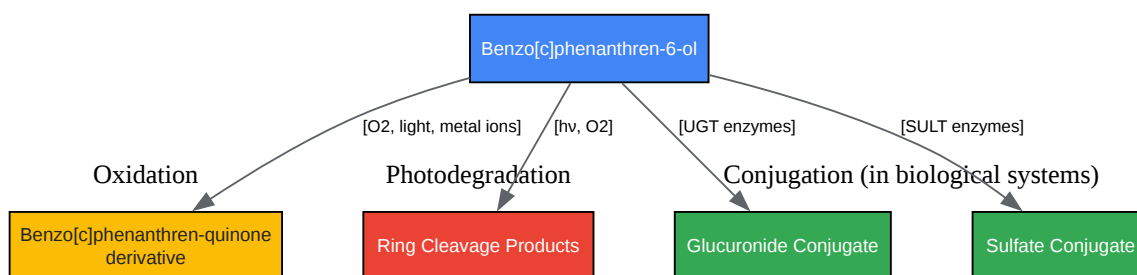 Benzo[c]phenanthren-6-ol
[O2, light, metal ions]
[hν, O2]
[UGT enzymes]
[SULT enzymes]
Oxidation
Photodegradation
Conjugation (in biological systems)
Benzo[c]phenanthren-quinone
derivative
Ring Cleavage Products
Glucuronide Conjugate
Sulfate Conjugate